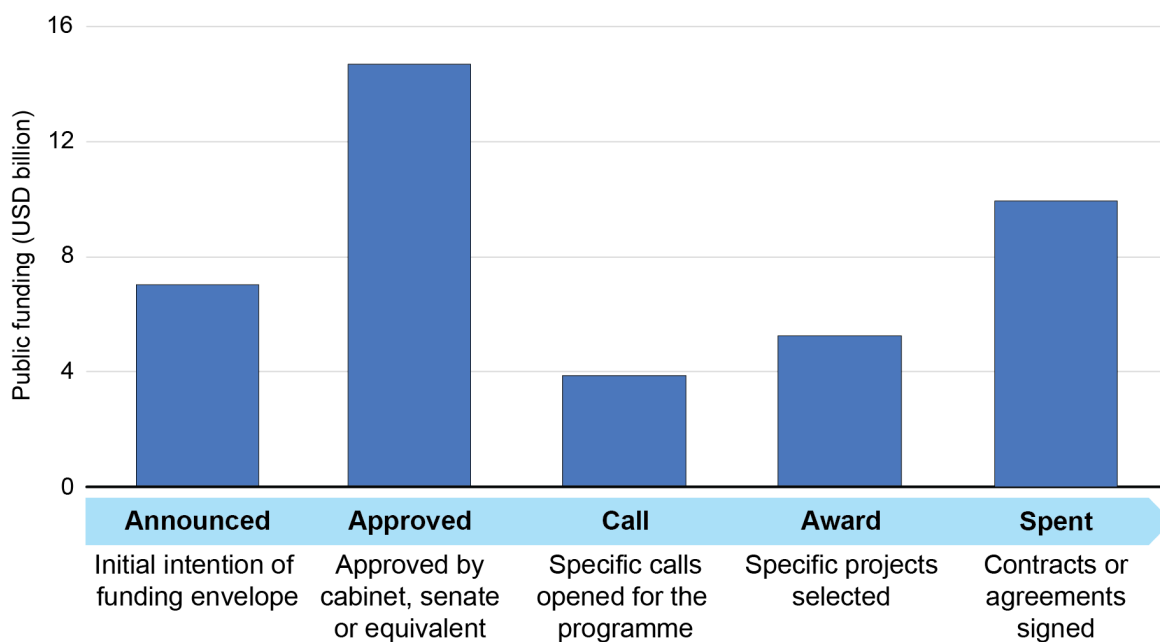 Public funding (USD billion)
16
12
8
4
0
Announced
Approved
Call
Award
Spent
Initial intention of
funding envelope
Approved by
cabinet, senate
or equivalent
Specific calls
opened for the
programme
Specific projects
selected
Contracts or
agreements
signed